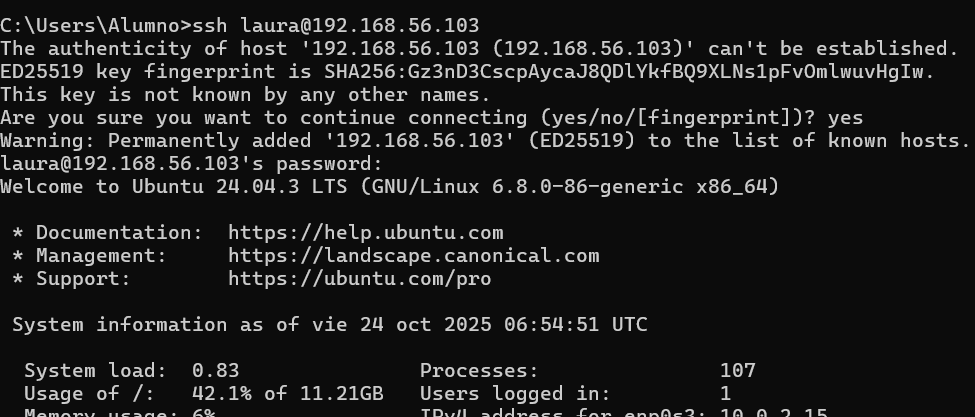 C:\Users\Alumno>ssh laura@192.168.56.103
The authenticity of host '192.168.56.103 (192.168.56.103)' can't be established.
ED25519 key fingerprint is SHA256:Gz3nD3CscpAycaJ8QDlYkfBQ9XLNs1pFvOmlwuvHgIw.
This key is not known by any other names.
Are you sure you want to continue connecting (yes/no/[fingerprint])? yes
Warning: Permanently added '192.168.56.103' (ED25519) to the list of known hosts.
laura@192.168.56.103's password:
Welcome to Ubuntu 24.04.3 LTS (GNU/Linux 6.8.0-86-generic x86_64)
* Documentation:  https://help.ubuntu.com
* Management:     https://landscape.canonical.com
* Support:        https://ubuntu.com/pro
System information as of vie 24 oct 2025 06:54:51 UTC
System load:  0.83               Processes:               107
Usage of /:   42.1% of 11.21GB   Users logged in:         1
Memory usage: 6%                 IPv4 address for enp0s3: 10.0.2.15